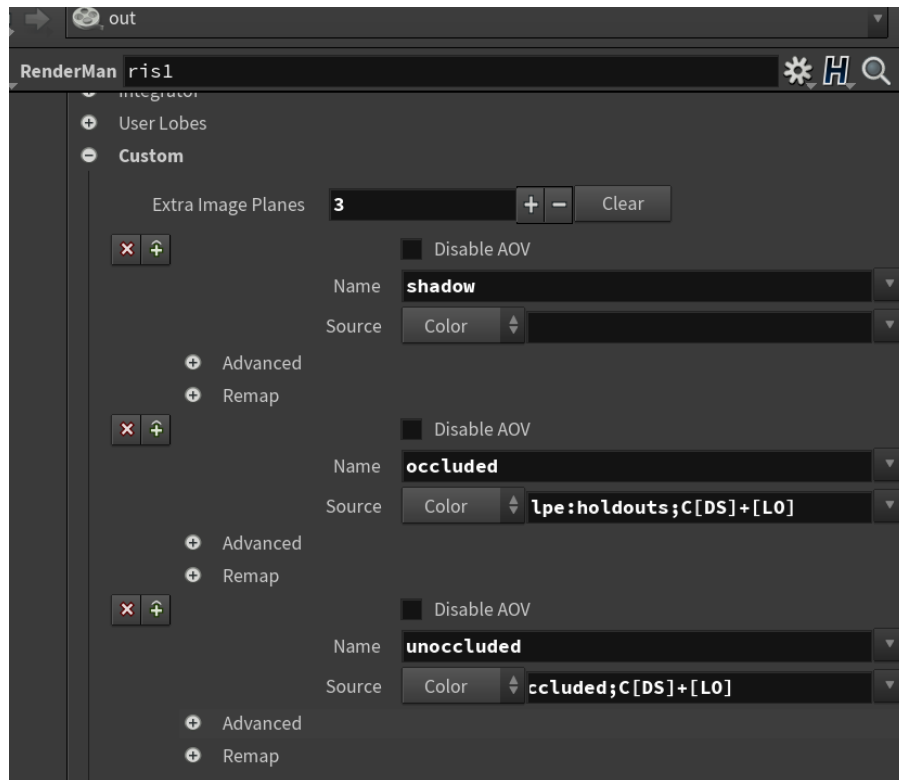 out
RenderMan ris1
Integrator
User Lobes
Custom
Extra Image Planes 3 + − Clear
Disable AOV
Name shadow
Source Color
Advanced
Remap
Disable AOV
Name occluded
Source Color lpe:holdouts;C[DS]+[LO]
Advanced
Remap
Disable AOV
Name unoccluded
Source Color ccluded;C[DS]+[LO]
Advanced
Remap